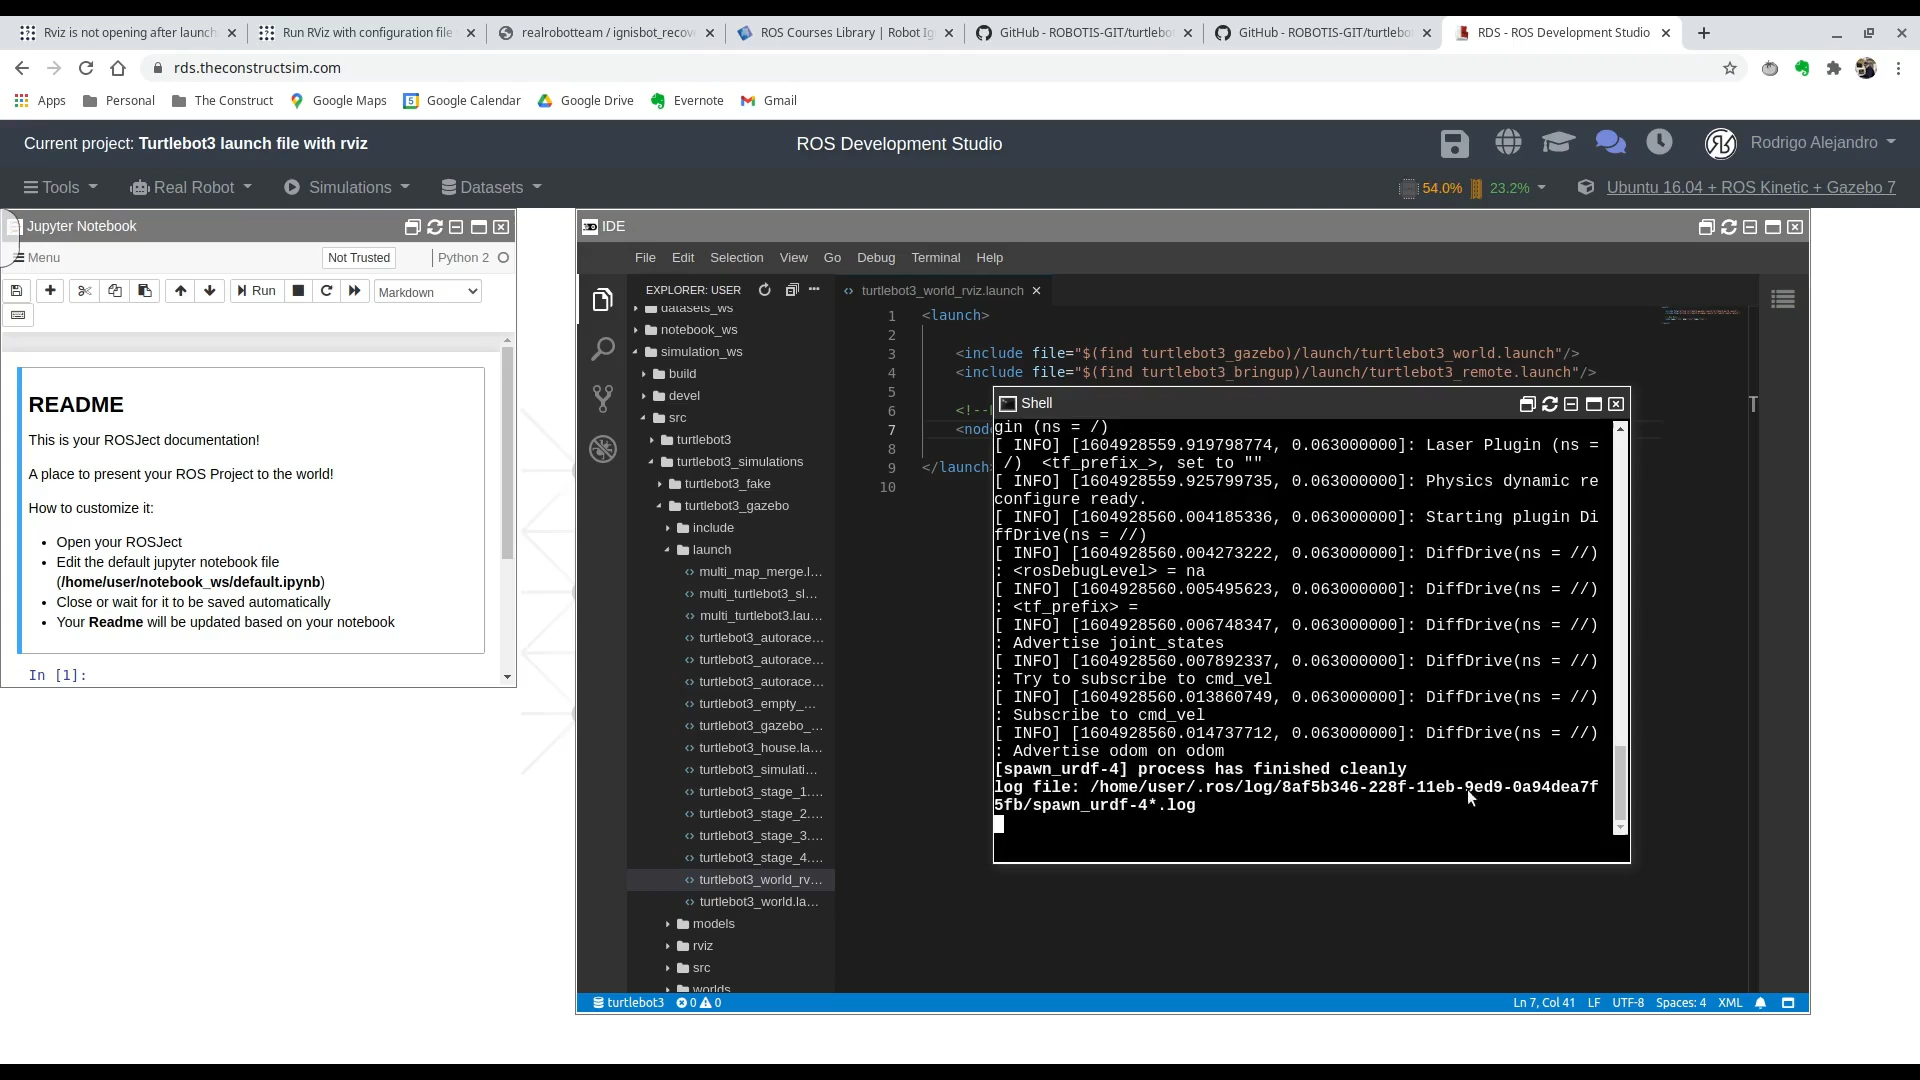 Rviz is not opening after launch
Run RViz with configuration file
realrobotteam / ignisbot_recov
ROS Courses Library | Robot Ig
GitHub - ROBOTIS-GIT/turtlebo
GitHub - ROBOTIS-GIT/turtlebo
RDS - ROS Development Studio
rds.theconstructsim.com
Apps
Personal
The Construct
Google Maps
Google Calendar
Google Drive
Evernote
Gmail
Current project: Turtlebot3 launch file with rviz
ROS Development Studio
Rodrigo Alejandro
Tools
Real Robot
Simulations
Datasets
54.0%
23.2%
Ubuntu 16.04 + ROS Kinetic + Gazebo 7
Jupyter Notebook
Menu
Not Trusted
Python 2
Run
Markdown
README
This is your ROSJect documentation!
A place to present your ROS Project to the world!
How to customize it:
Open your ROSJect
Edit the default jupyter notebook file
(/home/user/notebook_ws/default.ipynb)
Close or wait for it to be saved automatically
Your Readme will be updated based on your notebook
In [1]:
IDE
File Edit Selection View Go Debug Terminal Help
EXPLORER: USER
datasets_ws
notebook_ws
simulation_ws
build
devel
src
turtlebot3
turtlebot3_simulations
turtlebot3_fake
turtlebot3_gazebo
include
launch
multi_map_merge.l...
multi_turtlebot3_sl...
multi_turtlebot3.lau...
turtlebot3_autorace...
turtlebot3_autorace...
turtlebot3_autorace...
turtlebot3_empty_...
turtlebot3_gazebo_...
turtlebot3_house.la...
turtlebot3_simulati...
turtlebot3_stage_1....
turtlebot3_stage_2....
turtlebot3_stage_3....
turtlebot3_stage_4....
turtlebot3_world_rv...
turtlebot3_world.la...
models
rviz
src
worlds
turtlebot3_world_rviz.launch
1 <launch>
2
3 <include file="$(find turtlebot3_gazebo)/launch/turtlebot3_world.launch"/>
4 <include file="$(find turtlebot3_bringup)/launch/turtlebot3_remote.launch"/>
5
6 <!--
7 <node
8
9 </launch
10
Shell
gin (ns = /)
[ INFO] [1604928559.919798774, 0.063000000]: Laser Plugin (ns =
/)  <tf_prefix_>, set to ""
[ INFO] [1604928559.925799735, 0.063000000]: Physics dynamic re
configure ready.
[ INFO] [1604928560.004185336, 0.063000000]: Starting plugin Di
ffDrive(ns = //)
[ INFO] [1604928560.004273222, 0.063000000]: DiffDrive(ns = //)
: <rosDebugLevel> = na
[ INFO] [1604928560.005495623, 0.063000000]: DiffDrive(ns = //)
: <tf_prefix> =
[ INFO] [1604928560.006748347, 0.063000000]: DiffDrive(ns = //)
: Advertise joint_states
[ INFO] [1604928560.007892337, 0.063000000]: DiffDrive(ns = //)
: Try to subscribe to cmd_vel
[ INFO] [1604928560.013860749, 0.063000000]: DiffDrive(ns = //)
: Subscribe to cmd_vel
[ INFO] [1604928560.014737712, 0.063000000]: DiffDrive(ns = //)
: Advertise odom on odom
[spawn_urdf-4] process has finished cleanly
log file: /home/user/.ros/log/8af5b346-228f-11eb-9ed9-0a94dea7f
5fb/spawn_urdf-4*.log
turtlebot3
0
0
Ln 7, Col 41
LF
UTF-8
Spaces: 4
XML